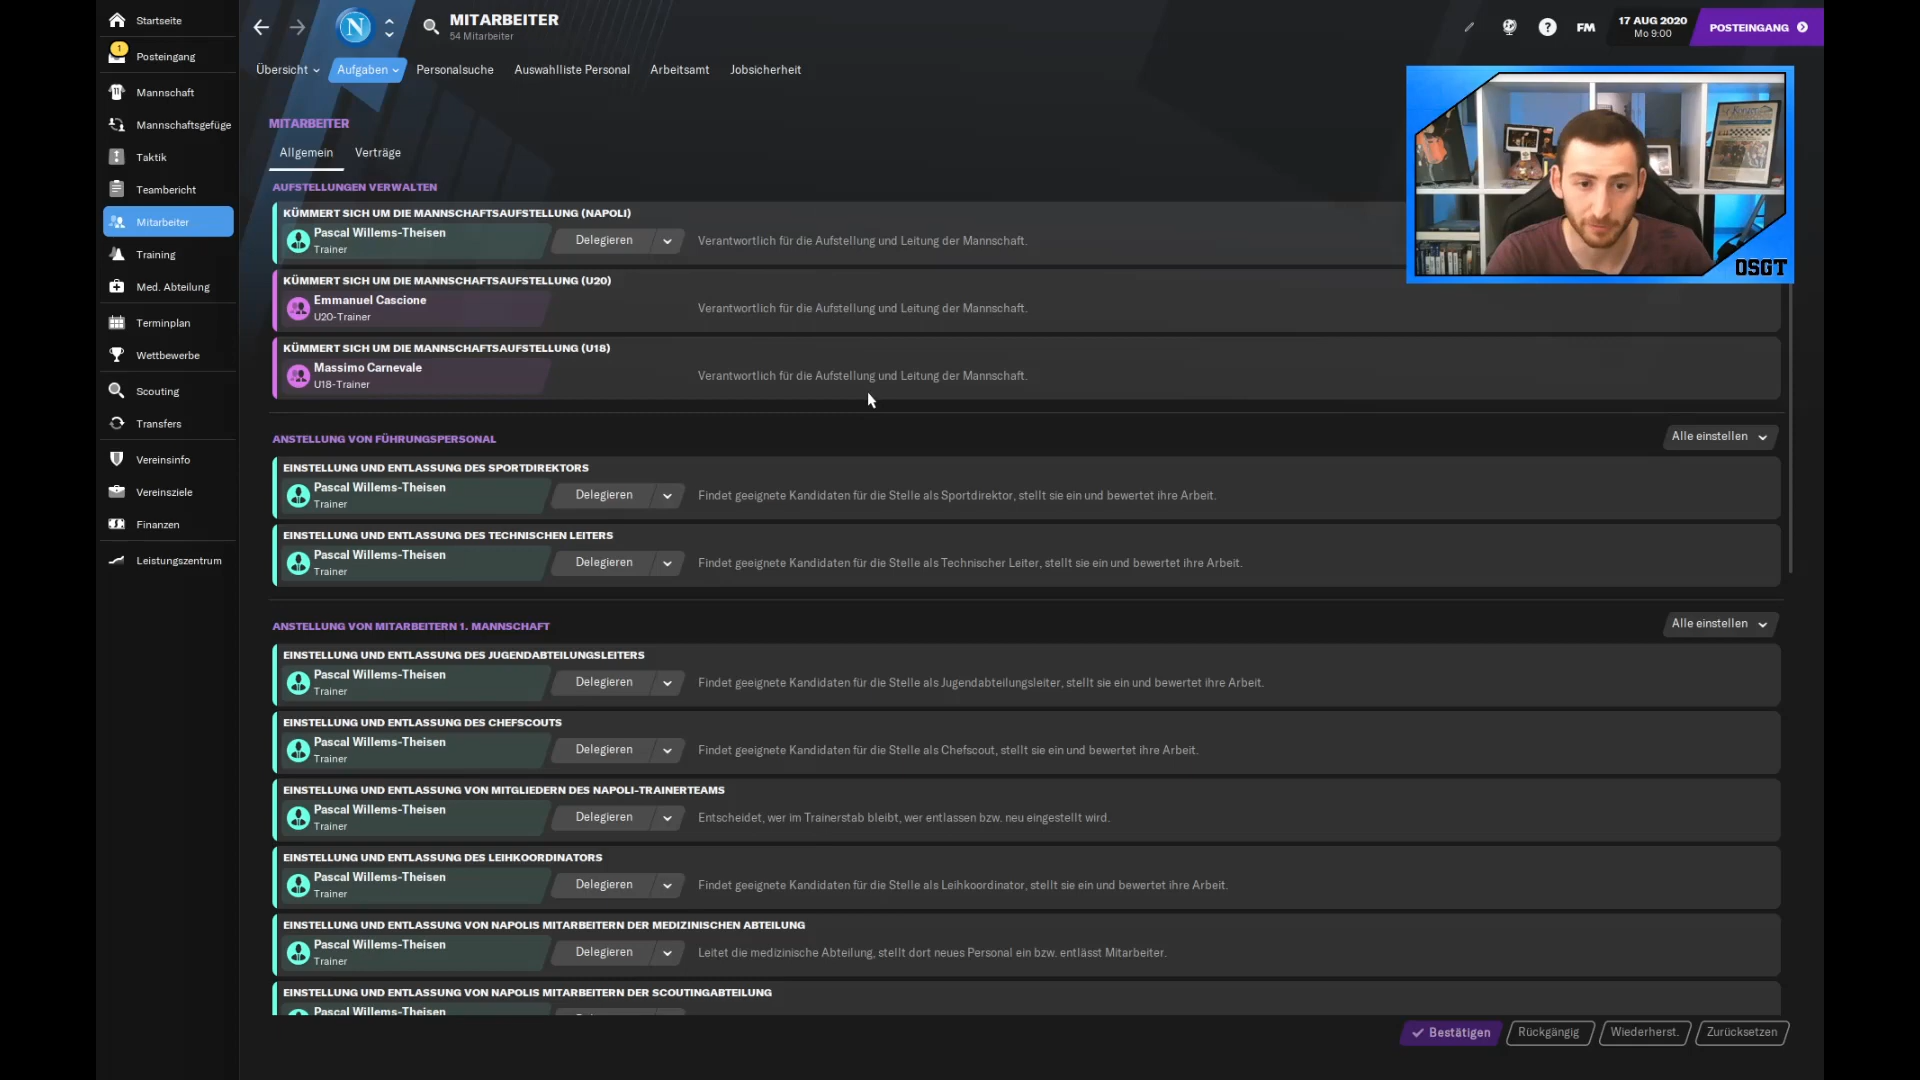 Startseite
1
Posteingang
Mannschaft
Mannschaftsgefüge
Taktik
Teambericht
Mitarbeiter
Training
Med. Abteilung
Terminplan
Wettbewerbe
Scouting
Transfers
Vereinsinfo
Vereinsziele
Finanzen
Leistungszentrum
N
MITARBEITER
54 Mitarbeiter
?
FM
17 AUG 2020
Mo 9:00
POSTEINGANG
Übersicht
Aufgaben
Personalsuche
Auswahlliste Personal
Arbeitsamt
Jobsicherheit
OSGT
MITARBEITER
Allgemein
Verträge
AUFSTELLUNGEN VERWALTEN
KÜMMERT SICH UM DIE MANNSCHAFTSAUFSTELLUNG (NAPOLI)
Pascal Willems-Theisen
Trainer
Delegieren
Verantwortlich für die Aufstellung und Leitung der Mannschaft.
KÜMMERT SICH UM DIE MANNSCHAFTSAUFSTELLUNG (U20)
Emmanuel Cascione
U20-Trainer
Verantwortlich für die Aufstellung und Leitung der Mannschaft.
KÜMMERT SICH UM DIE MANNSCHAFTSAUFSTELLUNG (U18)
Massimo Carnevale
U18-Trainer
Verantwortlich für die Aufstellung und Leitung der Mannschaft.
ANSTELLUNG VON FÜHRUNGSPERSONAL
Alle einstellen
EINSTELLUNG UND ENTLASSUNG DES SPORTDIREKTORS
Pascal Willems-Theisen
Trainer
Delegieren
Findet geeignete Kandidaten für die Stelle als Sportdirektor, stellt sie ein und bewertet ihre Arbeit.
EINSTELLUNG UND ENTLASSUNG DES TECHNISCHEN LEITERS
Pascal Willems-Theisen
Trainer
Delegieren
Findet geeignete Kandidaten für die Stelle als Technischer Leiter, stellt sie ein und bewertet ihre Arbeit.
ANSTELLUNG VON MITARBEITERN 1. MANNSCHAFT
Alle einstellen
EINSTELLUNG UND ENTLASSUNG DES JUGENDABTEILUNGSLEITERS
Pascal Willems-Theisen
Trainer
Delegieren
Findet geeignete Kandidaten für die Stelle als Jugendabteilungsleiter, stellt sie ein und bewertet ihre Arbeit.
EINSTELLUNG UND ENTLASSUNG DES CHEFSCOUTS
Pascal Willems-Theisen
Trainer
Delegieren
Findet geeignete Kandidaten für die Stelle als Chefscout, stellt sie ein und bewertet ihre Arbeit.
EINSTELLUNG UND ENTLASSUNG VON MITGLIEDERN DES NAPOLI-TRAINERTEAMS
Pascal Willems-Theisen
Trainer
Delegieren
Entscheidet, wer im Trainerstab bleibt, wer entlassen bzw. neu eingestellt wird.
EINSTELLUNG UND ENTLASSUNG DES LEIHKOORDINATORS
Pascal Willems-Theisen
Trainer
Delegieren
Findet geeignete Kandidaten für die Stelle als Leihkoordinator, stellt sie ein und bewertet ihre Arbeit.
EINSTELLUNG UND ENTLASSUNG VON NAPOLIS MITARBEITERN DER MEDIZINISCHEN ABTEILUNG
Pascal Willems-Theisen
Trainer
Delegieren
Leitet die medizinische Abteilung, stellt dort neues Personal ein bzw. entlässt Mitarbeiter.
EINSTELLUNG UND ENTLASSUNG VON NAPOLIS MITARBEITERN DER SCOUTINGABTEILUNG
Pascal Willems-Theisen
Bestätigen
Rückgängig
Wiederherst.
Zurücksetzen